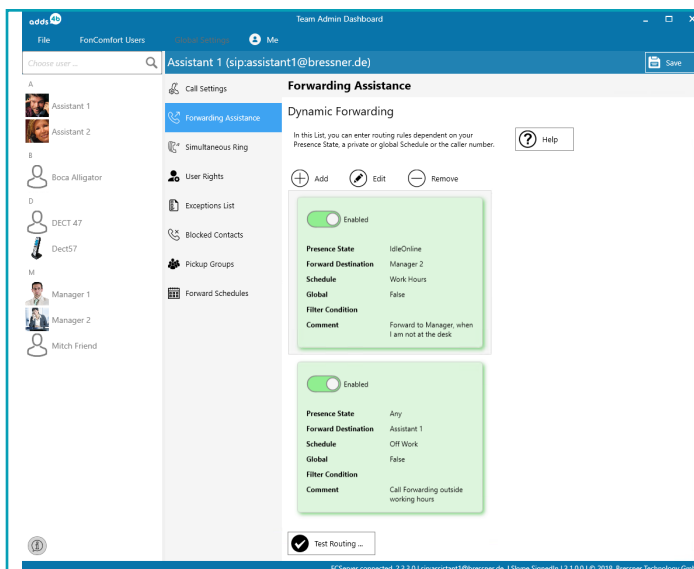 adds 4b
Team Admin Dashboard
File FonComfort Users Global Settings Me
Choose user ...
Assistant 1 (sip:assistant1@bressner.de)
Save
A
Assistant 1
Assistant 2
B
Boca Alligator
D
DECT 47
Dect57
M
Manager 1
Manager 2
Mitch Friend
Call Settings
Forwarding Assistance
Simultaneous Ring
User Rights
Exceptions List
Blocked Contacts
Pickup Groups
Forward Schedules
Forwarding Assistance
Dynamic Forwarding
In this List, you can enter routing rules dependent on your
Presence State, a private or global Schedule or the caller number.
Help
Add Edit Remove
Enabled
Presence State IdleOnline
Forward Destination Manager 2
Schedule Work Hours
Global False
Filter Condition
Comment Forward to Manager, when
I am not at the desk
Enabled
Presence State Any
Forward Destination Assistant 1
Schedule Off Work
Global False
Filter Condition
Comment Call Forwarding outside
working hours
Test Routing ...